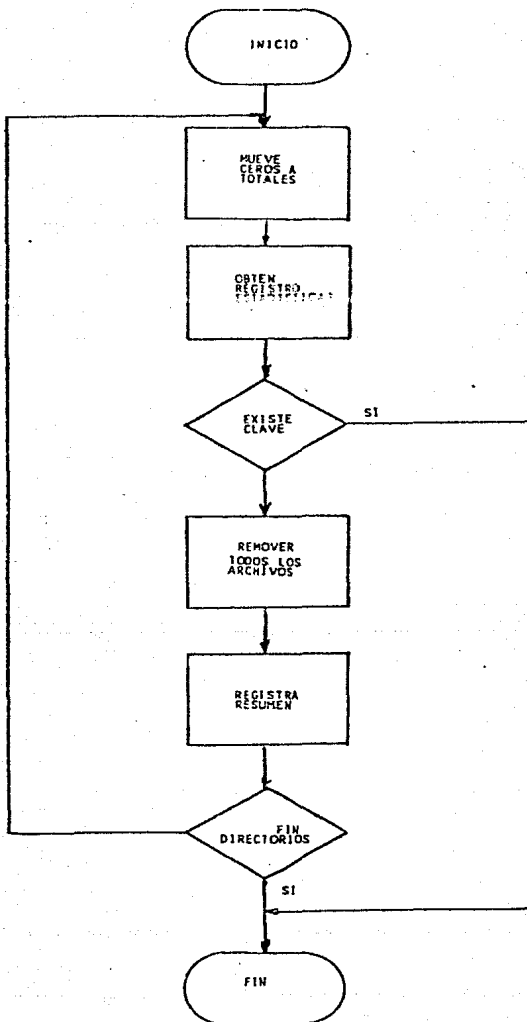 INICIO
MUEVE
CEROS A
TOTALES
OBTEN
REGISTRO
EXISTE
CLAVE
SI
REMOVER
TODOS LOS
ARCHIVOS
REGISTRA
RESUMEN
FIN
DIRECTORIOS
SI
FIN